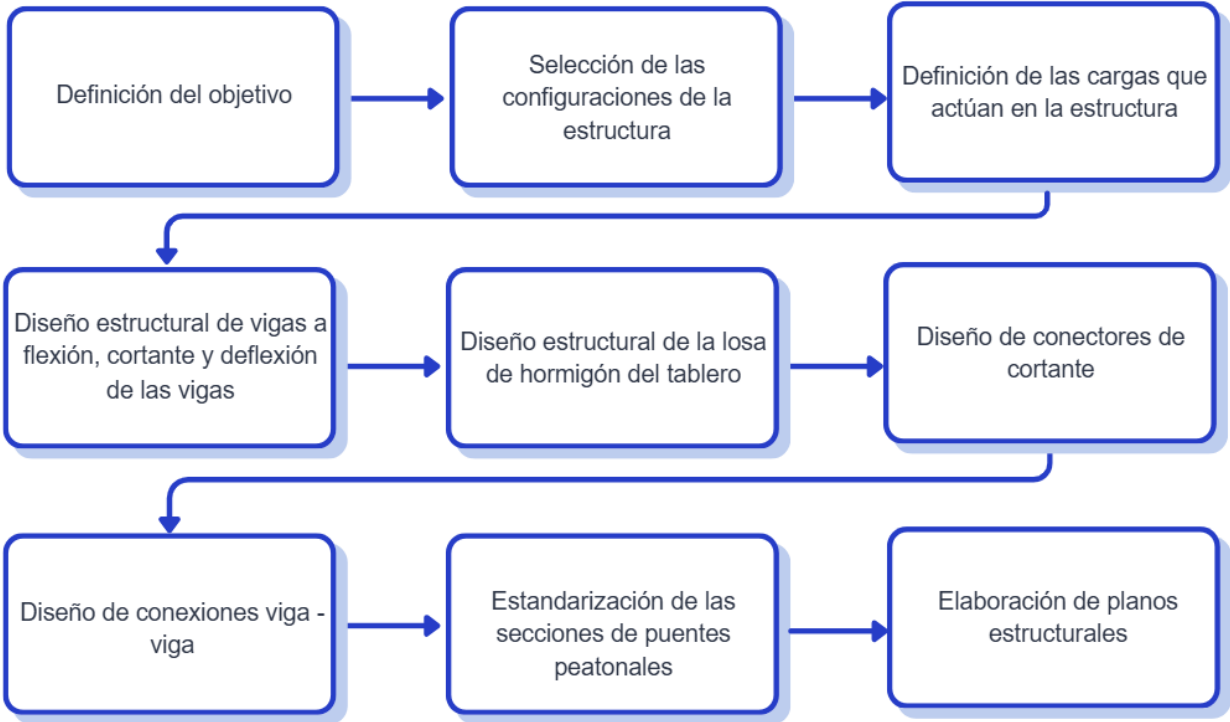 Definición del objetivo
Selección de las
configuraciones de la
estructura
Definición de las cargas que
actúan en la estructura
Diseño estructural de vigas a
flexión, cortante y deflexión
de las vigas
Diseño estructural de la losa
de hormigón del tablero
Diseño de conectores de
cortante
Diseño de conexiones viga -
viga
Estandarización de las
secciones de puentes
peatonales
Elaboración de planos
estructurales